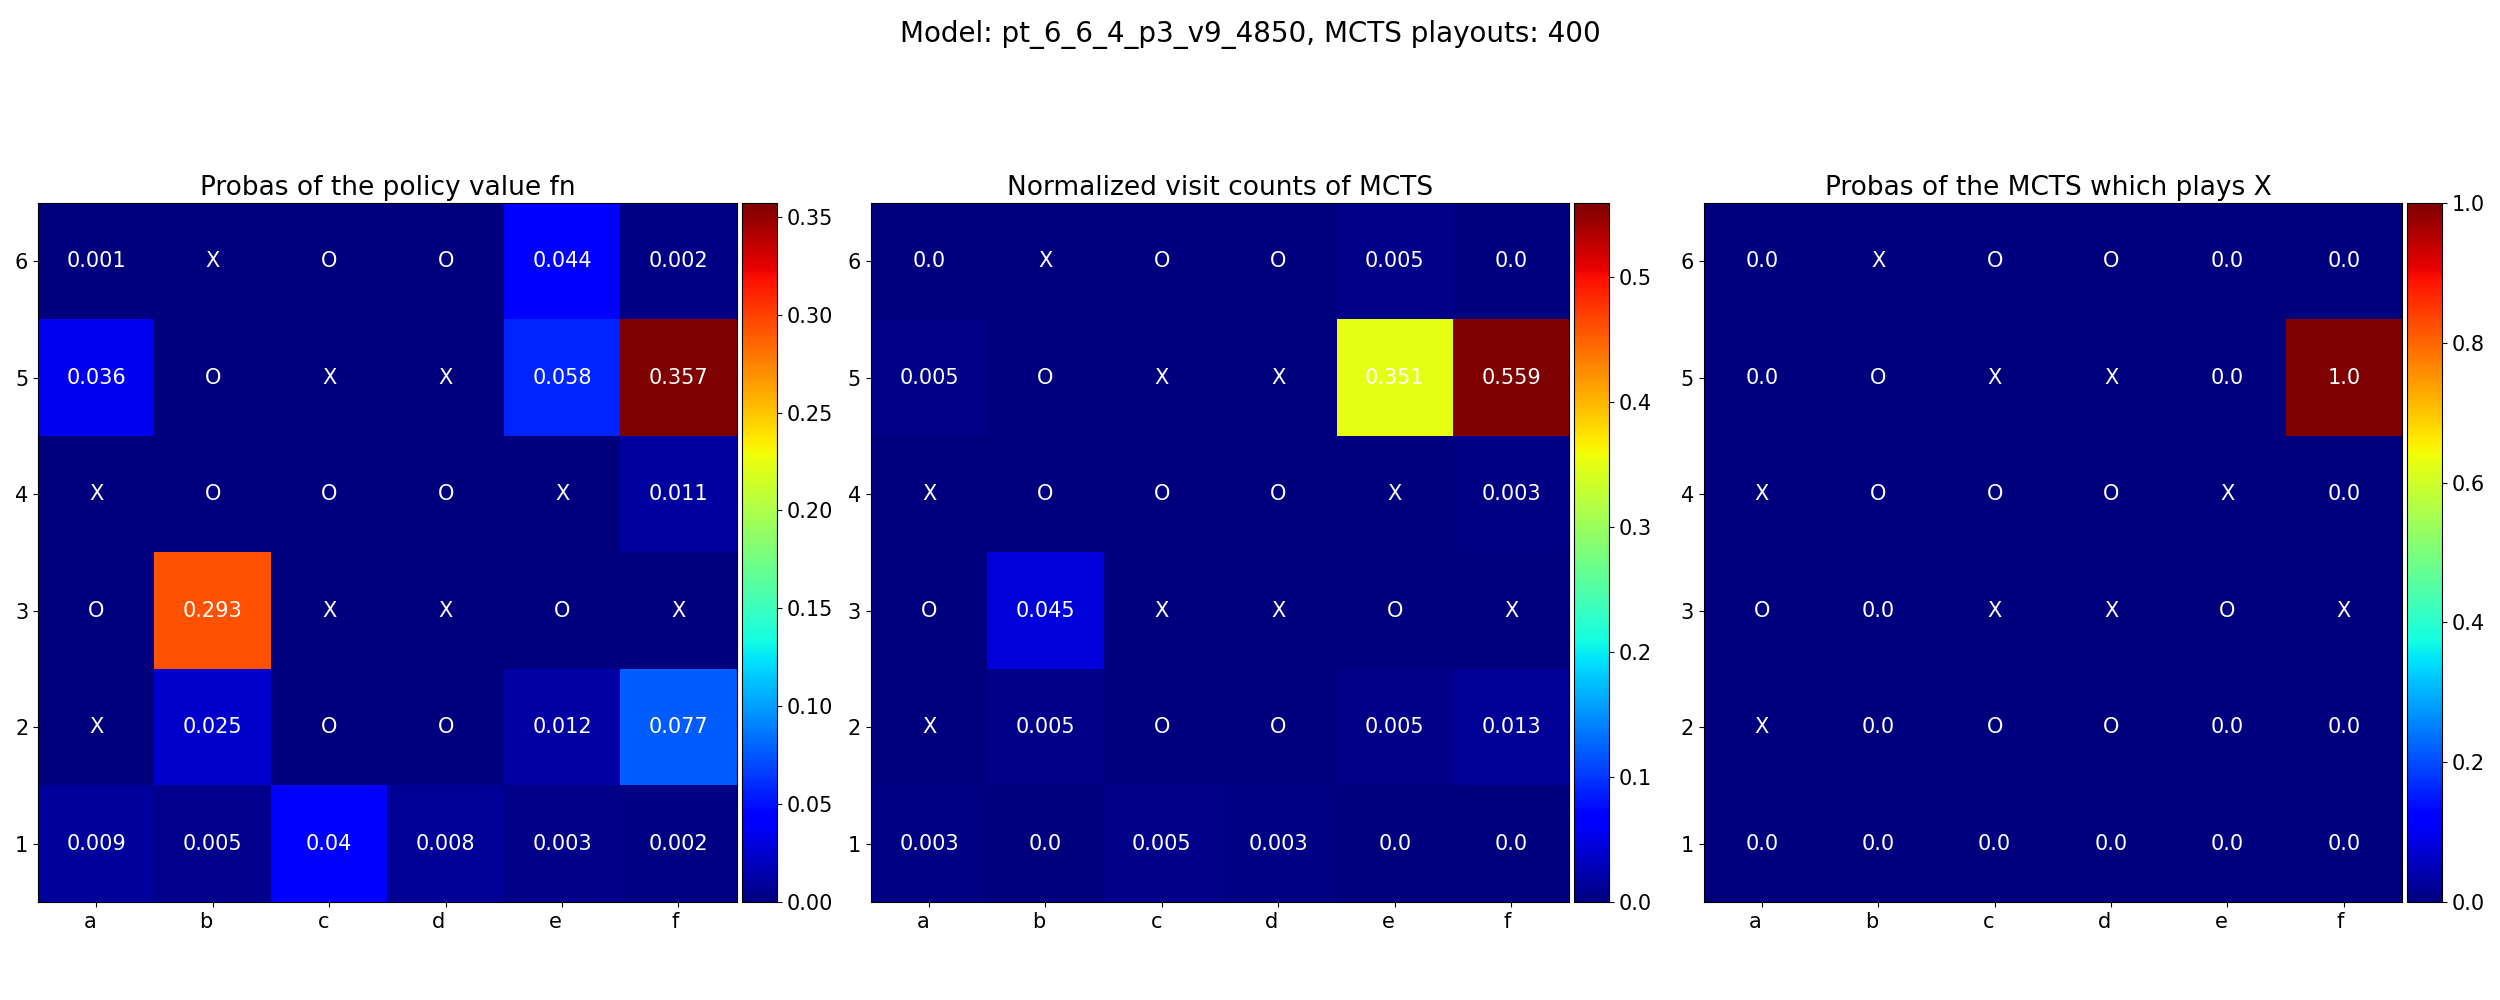 Model: pt_6_6_4_p3_v9_4850, MCTS playouts: 400
Probas of the policy value fn
6 0.001 X O O 0.044 0.002
5 0.036 O X X 0.058 0.357
4 X O O O X 0.011
3 O 0.293 X X O X
2 X 0.025 O O 0.012 0.077
1 0.009 0.005 0.04 0.008 0.003 0.002
a b c d e f
0.35
0.30
0.25
0.20
0.15
0.10
0.05
0.00
Normalized visit counts of MCTS
6 0.0 X O O 0.005 0.0
5 0.005 O X X 0.351 0.559
4 X O O O X 0.003
3 O 0.045 X X O X
2 X 0.005 O O 0.005 0.013
1 0.003 0.0 0.005 0.003 0.0 0.0
a b c d e f
0.5
0.4
0.3
0.2
0.1
0.0
Probas of the MCTS which plays X
6 0.0 X O O 0.0 0.0
5 0.0 O X X 0.0 1.0
4 X O O O X 0.0
3 O 0.0 X X O X
2 X 0.0 O O 0.0 0.0
1 0.0 0.0 0.0 0.0 0.0 0.0
a b c d e f
1.0
0.8
0.6
0.4
0.2
0.0